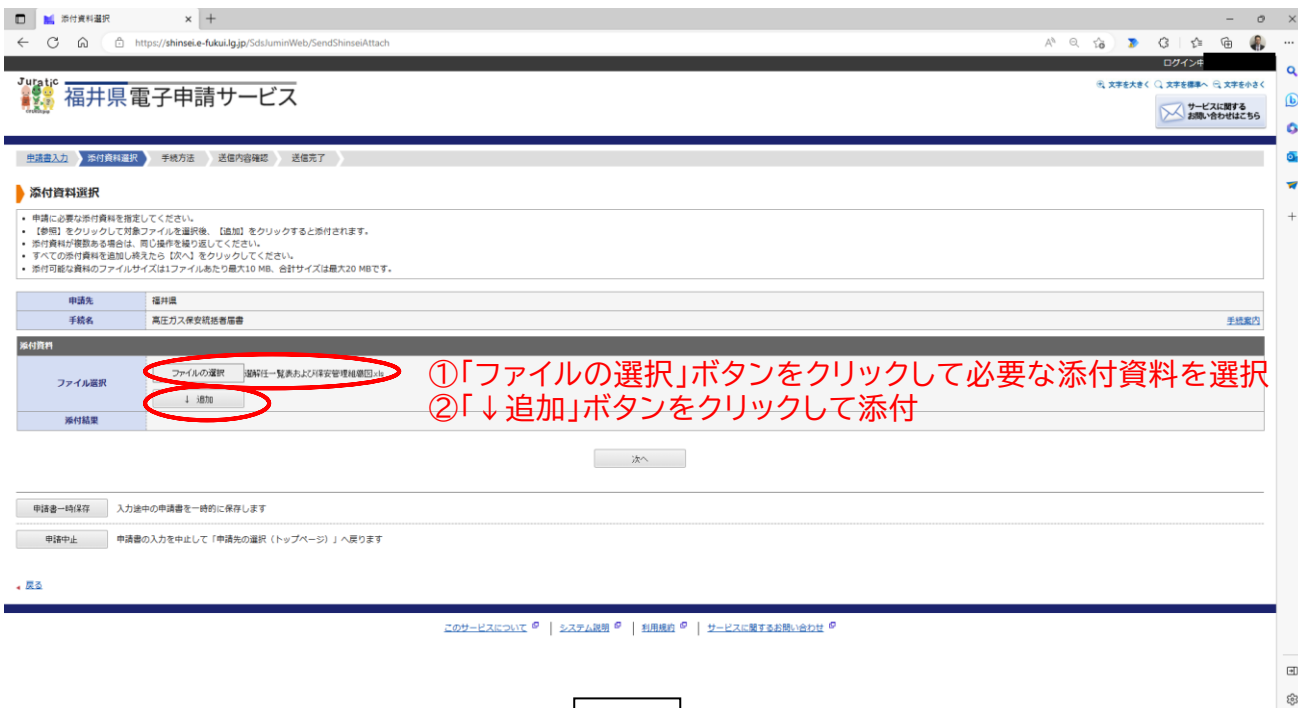 添付資料選択
https://shinsei.e-fukui.lg.jp/SdsJuminWeb/SendShinseiAttach
ログイン中
Juratic
福井県電子申請サービス
文字を大きく 文字を標準へ 文字を小さく
サービスに関する
お問い合わせはこちら
申請書入力 添付資料選択 手続方法 送信内容確認 送信完了
添付資料選択
• 申請に必要な添付資料を指定してください。
• 【参照】をクリックして対象ファイルを選択後、【追加】をクリックすると添付されます。
• 添付資料が複数ある場合は、同じ操作を繰り返してください。
• すべての添付資料を追加し終えたら【次へ】をクリックしてください。
• 添付可能な資料のファイルサイズは1ファイルあたり最大10 MB、合計サイズは最大20 MBです。
申請先 福井県
手続名 高圧ガス保安統括者届書 手続案内
添付資料
ファイル選択 ファイルの選択 選解任一覧表および保安管理組織図.xls
↓ 追加
①「ファイルの選択」ボタンをクリックして必要な添付資料を選択
②「↓追加」ボタンをクリックして添付
添付結果
次へ
申請書一時保存 入力途中の申請書を一時的に保存します
申請中止 申請書の入力を中止して「申請先の選択（トップページ）」へ戻ります
戻る
このサービスについて | システム説明 | 利用規約 | サービスに関するお問い合わせ